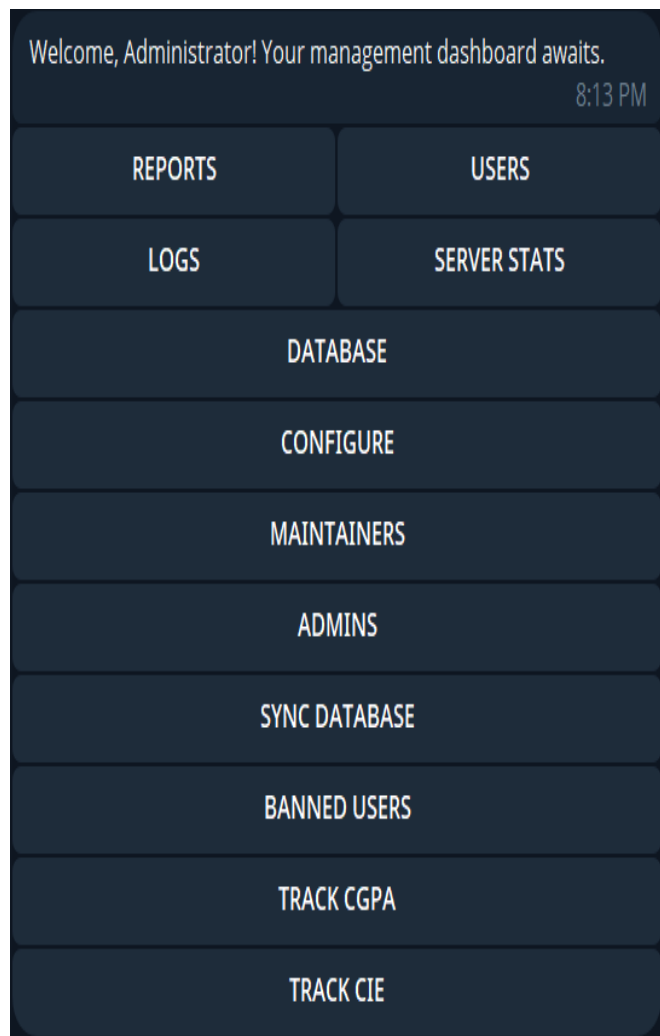 Welcome, Administrator! Your management dashboard awaits.
8:13 PM
REPORTS
USERS
LOGS
SERVER STATS
DATABASE
CONFIGURE
MAINTAINERS
ADMINS
SYNC DATABASE
BANNED USERS
TRACK CGPA
TRACK CIE